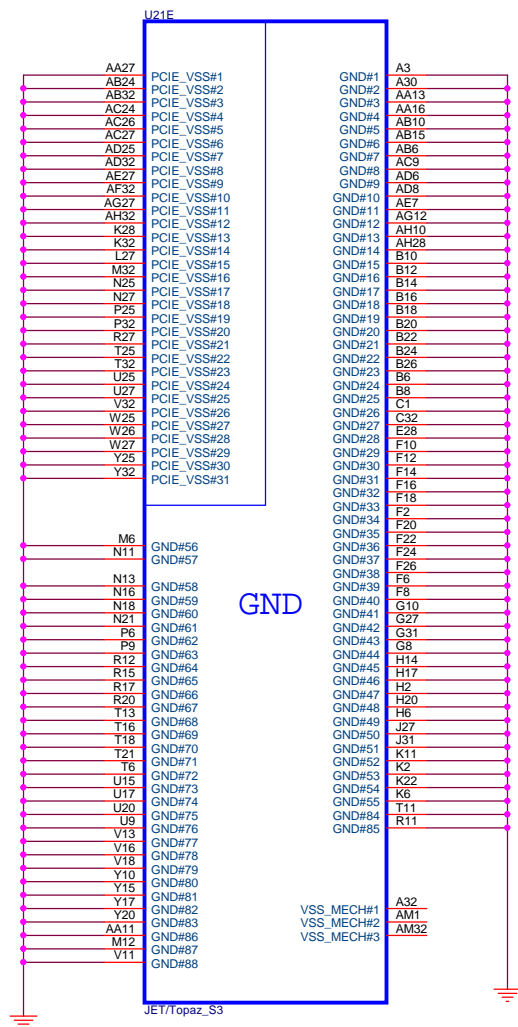 U21E
AA27 PCIE_VSS#1
AB24 PCIE_VSS#2
AB32 PCIE_VSS#3
AC24 PCIE_VSS#4
AC26 PCIE_VSS#5
AC27 PCIE_VSS#6
AD25 PCIE_VSS#7
AD32 PCIE_VSS#8
AE27 PCIE_VSS#9
AF32 PCIE_VSS#10
AG27 PCIE_VSS#11
AH32 PCIE_VSS#12
K28 PCIE_VSS#13
K32 PCIE_VSS#14
L27 PCIE_VSS#15
M32 PCIE_VSS#16
N25 PCIE_VSS#17
N27 PCIE_VSS#18
P25 PCIE_VSS#19
P32 PCIE_VSS#20
R27 PCIE_VSS#21
T25 PCIE_VSS#22
T32 PCIE_VSS#23
U25 PCIE_VSS#24
U27 PCIE_VSS#25
V32 PCIE_VSS#26
W25 PCIE_VSS#27
W26 PCIE_VSS#28
W27 PCIE_VSS#29
Y25 PCIE_VSS#30
Y32 PCIE_VSS#31
M6 GND#56
N11 GND#57
N13 GND#58
N16 GND#59
N18 GND#60
N21 GND#61
P6 GND#62
P9 GND#63
R12 GND#64
R15 GND#65
R17 GND#66
R20 GND#67
T13 GND#68
T16 GND#69
T18 GND#70
T21 GND#71
T6 GND#72
U15 GND#73
U17 GND#74
U20 GND#75
U9 GND#76
V13 GND#77
V16 GND#78
V18 GND#79
Y10 GND#80
Y15 GND#81
Y17 GND#82
Y20 GND#83
AA11 GND#86
M12 GND#87
V11 GND#88
GND
GND#1 A3
GND#2 A30
GND#3 AA13
GND#4 AA16
GND#5 AB10
GND#6 AB15
GND#7 AB6
GND#8 AC9
GND#9 AD6
GND#10 AD8
GND#11 AE7
GND#12 AG12
GND#13 AH10
GND#14 AH28
GND#15 B10
GND#16 B12
GND#17 B14
GND#18 B16
GND#19 B18
GND#20 B20
GND#21 B22
GND#22 B24
GND#23 B26
GND#24 B6
GND#25 B8
GND#26 C1
GND#27 C32
GND#28 E28
GND#29 F10
GND#30 F12
GND#31 F14
GND#32 F16
GND#33 F18
GND#34 F2
GND#35 F20
GND#36 F22
GND#37 F24
GND#38 F26
GND#39 F6
GND#40 F8
GND#41 G10
GND#42 G27
GND#43 G31
GND#44 G8
GND#45 H14
GND#46 H17
GND#47 H2
GND#48 H20
GND#49 H6
GND#50 J27
GND#51 J31
GND#52 K11
GND#53 K2
GND#54 K22
GND#55 K6
GND#84 T11
GND#85 R11
VSS_MECH#1 A32
VSS_MECH#2 AM1
VSS_MECH#3 AM32
JET/Topaz_S3